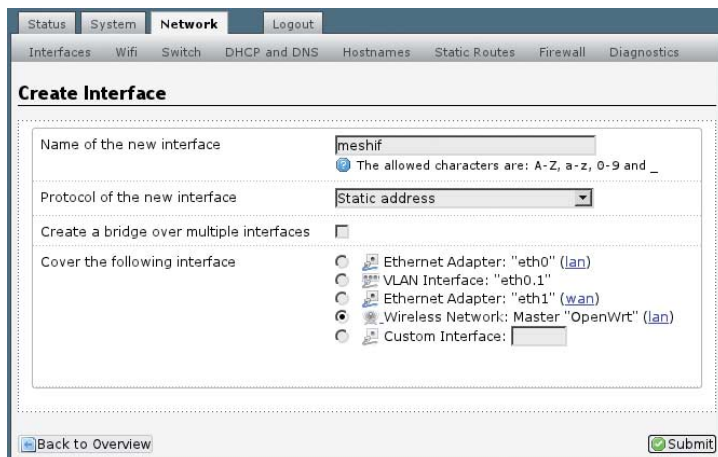 Status System Network Logout
Interfaces Wifi Switch DHCP and DNS Hostnames Static Routes Firewall Diagnostics
Create Interface
Name of the new interface meshif
The allowed characters are: A-Z, a-z, 0-9 and _
Protocol of the new interface Static address
Create a bridge over multiple interfaces
Cover the following interface
Ethernet Adapter: "eth0" (lan)
VLAN Interface: "eth0.1"
Ethernet Adapter: "eth1" (wan)
Wireless Network: Master "OpenWrt" (lan)
Custom Interface:
Back to Overview Submit